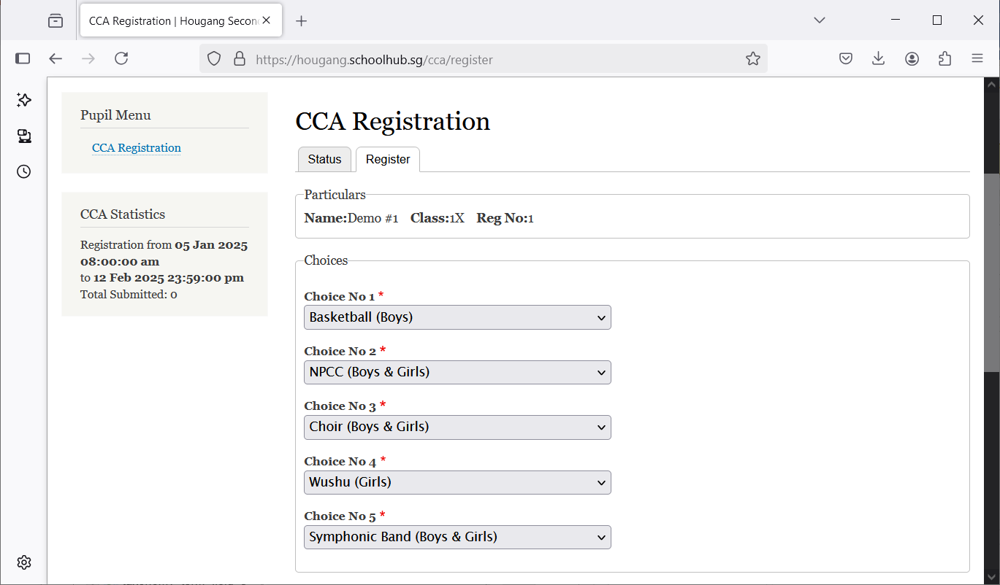 CCA Registration | Hougang Secon
https://hougang.schoolhub.sg/cca/register
Pupil Menu
CCA Registration
CCA Statistics
Registration from 05 Jan 2025
08:00:00 am
to 12 Feb 2025 23:59:00 pm
Total Submitted: 0
CCA Registration
Status
Register
Particulars
Name:Demo #1 Class:1X Reg No:1
Choices
Choice No 1 *
Basketball (Boys)
Choice No 2 *
NPCC (Boys & Girls)
Choice No 3 *
Choir (Boys & Girls)
Choice No 4 *
Wushu (Girls)
Choice No 5 *
Symphonic Band (Boys & Girls)